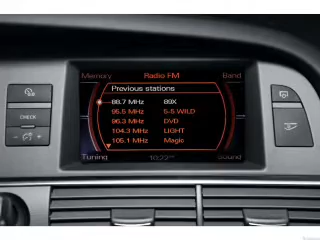 Memory Radio FM Band
Previous stations
88.7 MHz 89X
95.5 MHz 5-5 WILD
96.3 MHz DVD
104.3 MHz LIGHT
105.1 MHz Magic
Tuning 10:22 Sound
CHECK